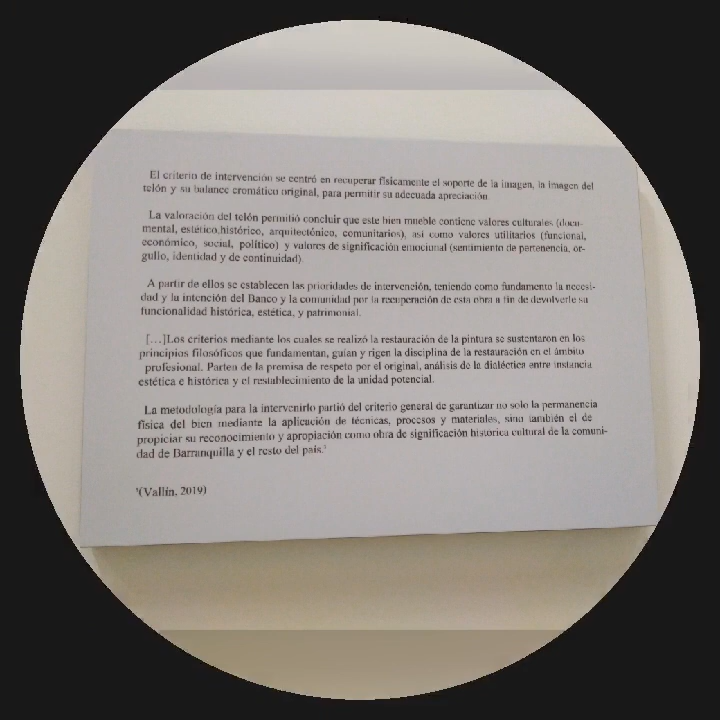 El criterio de intervención se centró en recuperar físicamente el soporte de la imagen, la imagen del
telón y su balance cromático original, para permitir su adecuada apreciación.
La valoración del telón permitió concluir que este bien mueble contiene valores culturales (docu-
mental, estético,histórico, arquitectónico, comunitarios), así como valores utilitarios (funcional,
económico, social, político) y valores de significación emocional (sentimiento de pertenencia, or-
gullo, identidad y de continuidad).
A partir de ellos se establecen las prioridades de intervención, teniendo como fundamento la necesi-
dad y la intención del Banco y la comunidad por la recuperación de esta obra a fin de devolverle su
funcionalidad histórica, estética, y patrimonial.
[…]Los criterios mediante los cuales se realizó la restauración de la pintura se sustentaron en los
principios filosóficos que fundamentan, guían y rigen la disciplina de la restauración en el ámbito
profesional. Parten de la premisa de respeto por el original, análisis de la dialéctica entre instancia
estética e histórica y el restablecimiento de la unidad potencial.
La metodología para la intervenirlo partió del criterio general de garantizar no solo la permanencia
física del bien mediante la aplicación de técnicas, procesos y materiales, sino también el de
propiciar su reconocimiento y apropiación como obra de significación historica cultural de la comuni-
dad de Barranquilla y el resto del país.¹
¹(Vallín, 2019)